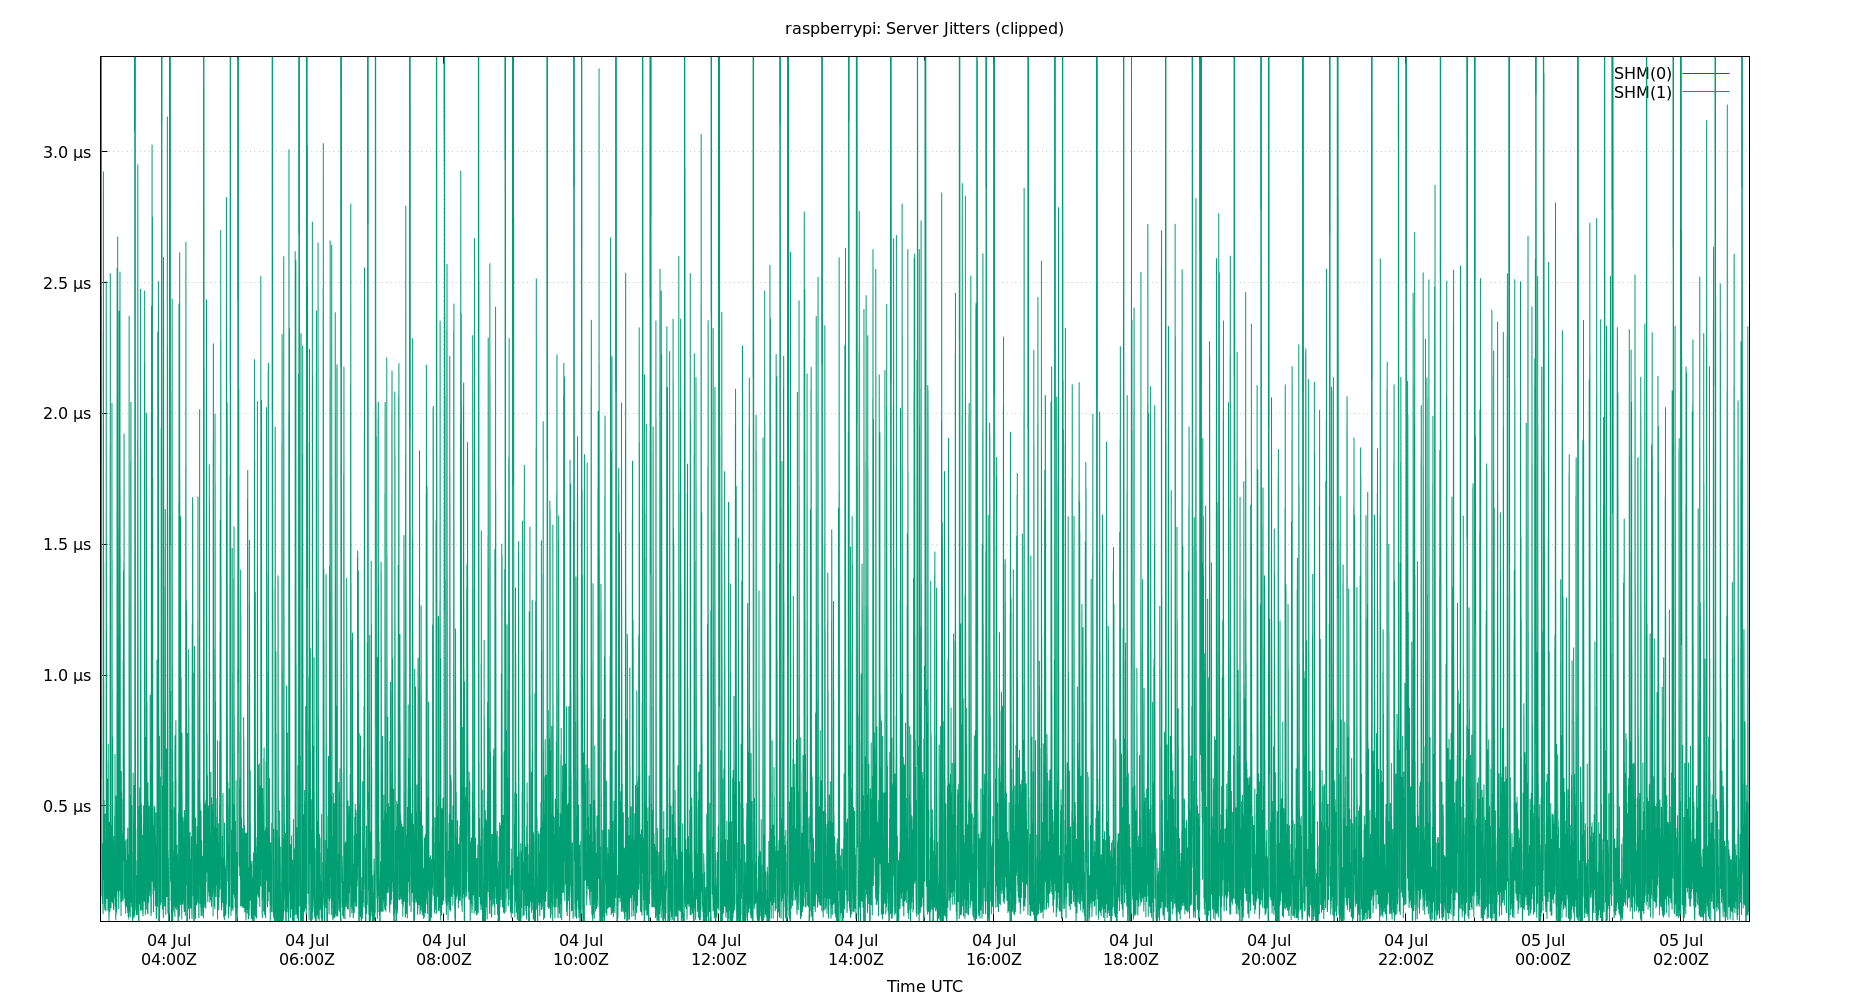 raspberrypi: Server Jitters (clipped)
SHM(0)
SHM(1)
3.0 µs
2.5 µs
2.0 µs
1.5 µs
1.0 µs
0.5 µs
04 Jul 04 Jul 04 Jul 04 Jul 04 Jul 04 Jul 04 Jul 04 Jul 04 Jul 04 Jul 05 Jul 05 Jul
04:00Z 06:00Z 08:00Z 10:00Z 12:00Z 14:00Z 16:00Z 18:00Z 20:00Z 22:00Z 00:00Z 02:00Z
Time UTC